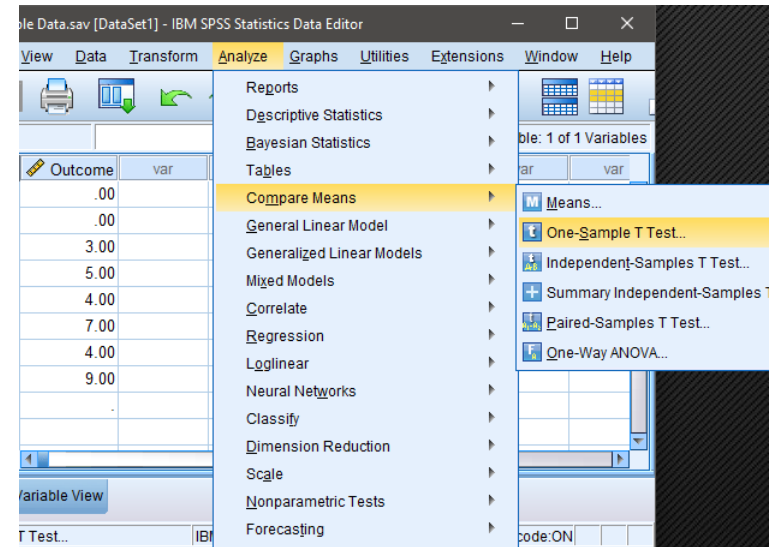 ple Data.sav [DataSet1] - IBM SPSS Statistics Data Editor
View Data Transform Analyze Graphs Utilities Extensions Window Help
ble: 1 of 1 Variables
Outcome var var var
.00
.00
3.00
5.00
4.00
7.00
4.00
9.00
.
Reports
Descriptive Statistics
Bayesian Statistics
Tables
Compare Means
General Linear Model
Generalized Linear Models
Mixed Models
Correlate
Regression
Loglinear
Neural Networks
Classify
Dimension Reduction
Scale
Nonparametric Tests
Forecasting
M Means...
t One-Sample T Test...
Independent-Samples T Test...
Summary Independent-Samples T
Paired-Samples T Test...
One-Way ANOVA...
Variable View
T Test... IB code:ON